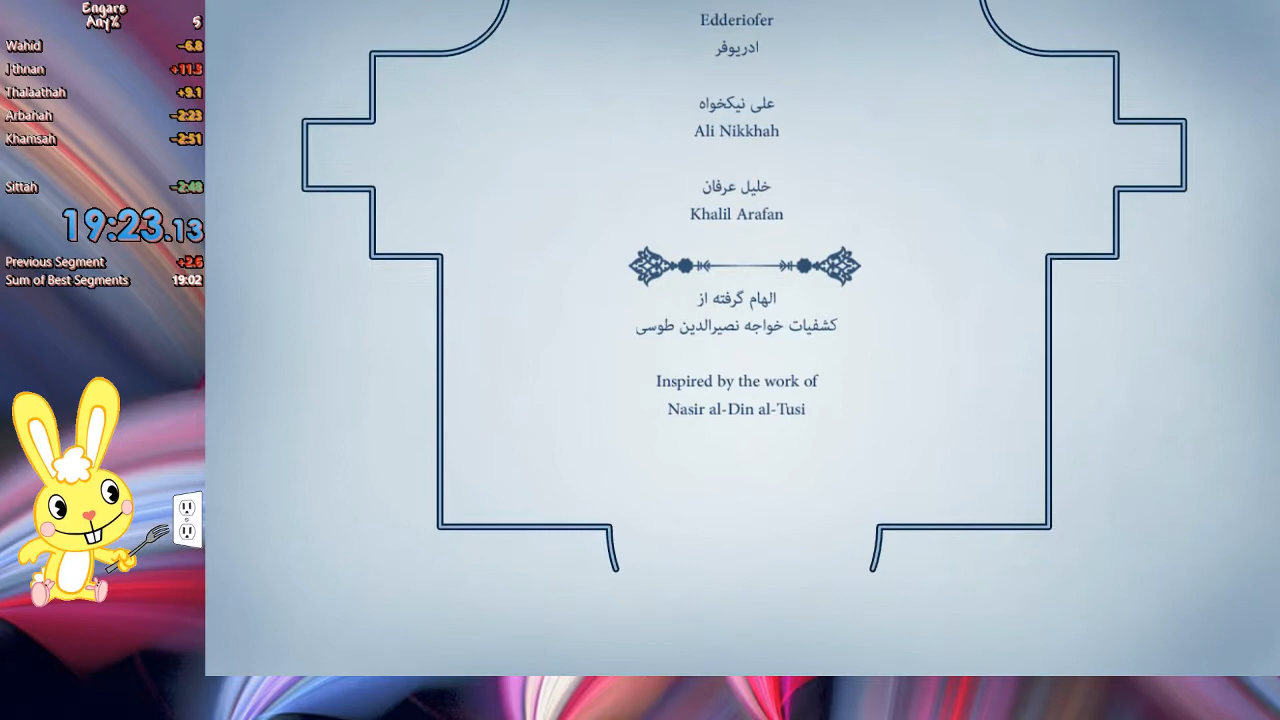 Engare
Any%
5
Wahid -6.8
I'thnan +11.3
Thalaathah +9.1
Arbahah -2:23
Khamsah -2:51
Sittah -2:48
19:23.13
Previous Segment +2.5
Sum of Best Segments 19:02
Edderiofer
ادریوفر
علی نیکخواه
Ali Nikkhah
خلیل عرفان
Khalil Arafan
الهام گرفته از
کشفیات خواجه نصیرالدین طوسی
Inspired by the work of
Nasir al-Din al-Tusi